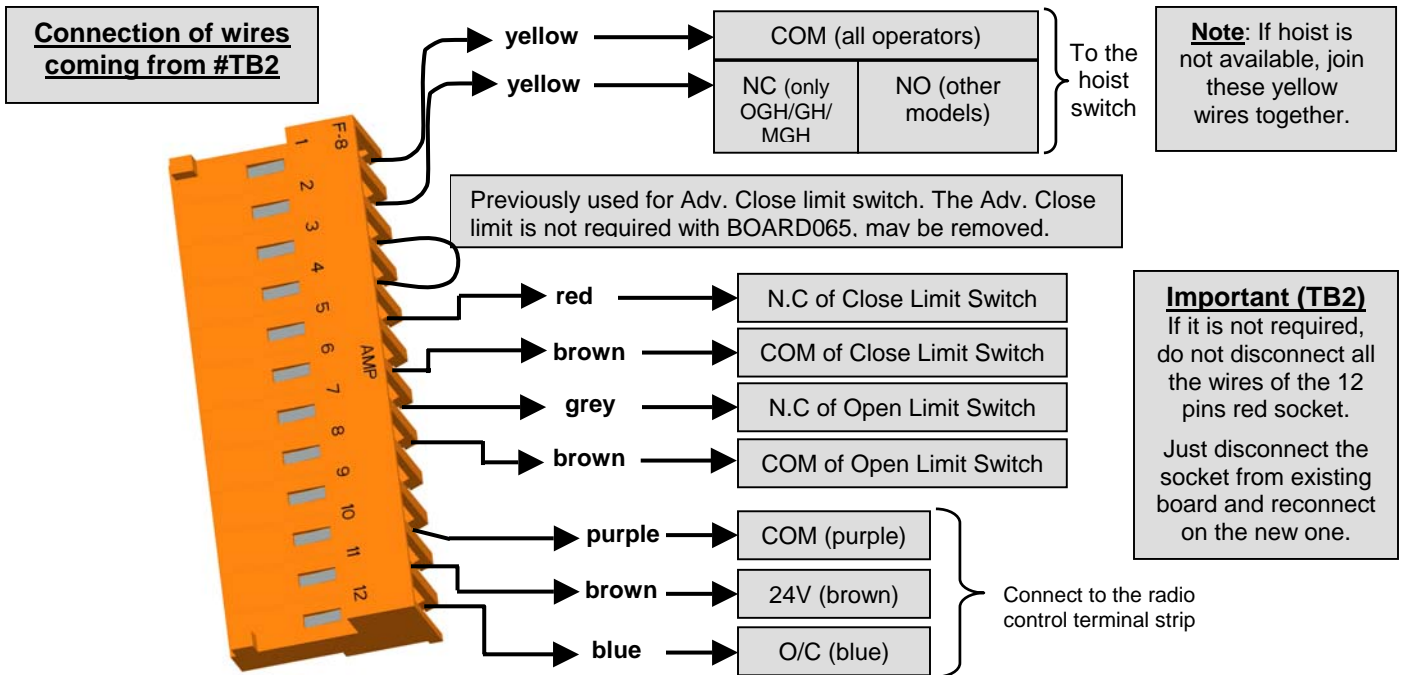 Connection of wires
coming from #TB2
yellow
COM (all operators)
yellow
NC (only
OGH/GH/
MGH
NO (other
models)
To the
hoist
switch
Note: If hoist is
not available, join
these yellow
wires together.
F-8
1
2
3
4
5
6
7
8
9
10
11
12
AMP
Previously used for Adv. Close limit switch. The Adv. Close
limit is not required with BOARD065, may be removed.
red
N.C of Close Limit Switch
brown
COM of Close Limit Switch
grey
N.C of Open Limit Switch
brown
COM of Open Limit Switch
purple
COM (purple)
brown
24V (brown)
blue
O/C (blue)
Connect to the radio
control terminal strip
Important (TB2)
If it is not required,
do not disconnect all
the wires of the 12
pins red socket.
Just disconnect the
socket from existing
board and reconnect
on the new one.